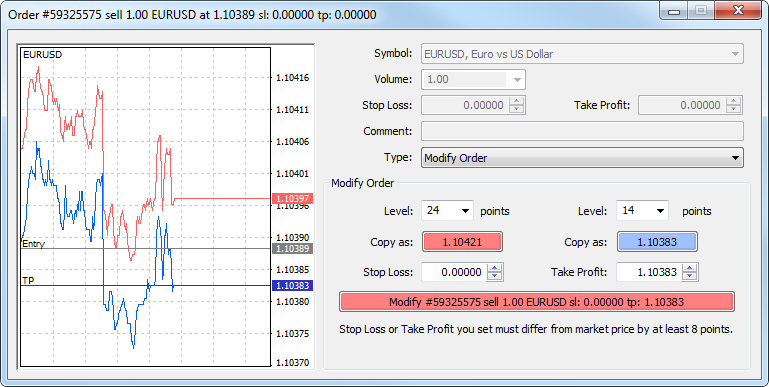 Order #59325575 sell 1.00 EURUSD at 1.10389 sl: 0.00000 tp: 0.00000
EURUSD
1.10416
1.10411
1.10406
1.10401
1.10397
1.10396
1.10390
Entry
1.10389
1.10385
TP
1.10383
1.10380
1.10375
1.10370
Symbol: EURUSD, Euro vs US Dollar
Volume: 1.00
Stop Loss: 0.00000 Take Profit: 0.00000
Comment:
Type: Modify Order
Modify Order
Level: 24 points Level: 14 points
Copy as: 1.10421 Copy as: 1.10383
Stop Loss: 0.00000 Take Profit: 1.10383
Modify #59325575 sell 1.00 EURUSD sl: 0.00000 tp: 1.10383
Stop Loss or Take Profit you set must differ from market price by at least 8 points.